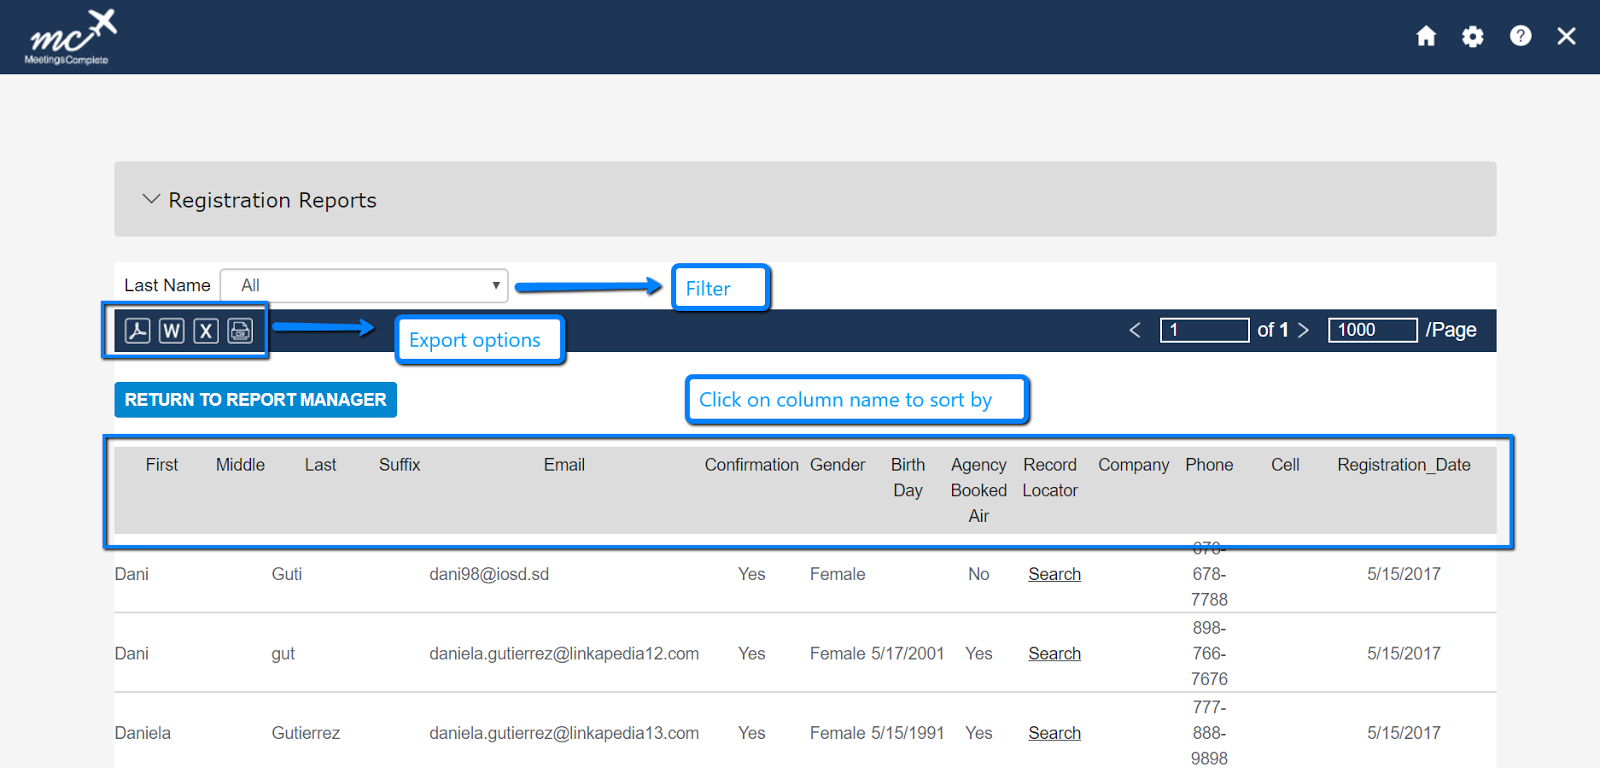 mc
MeetingsComplete
?
Registration Reports
Last Name All
Filter
W X
Export options
< 1 of 1 > 1000 /Page
RETURN TO REPORT MANAGER
Click on column name to sort by
First Middle Last Suffix Email Confirmation Gender Birth Day Agency Booked Air Record Locator Company Phone Cell Registration_Date
Dani Guti dani98@iosd.sd Yes Female No Search 678-678-7788 5/15/2017
Dani gut daniela.gutierrez@linkapedia12.com Yes Female 5/17/2001 Yes Search 898-766-7676 5/15/2017
Daniela Gutierrez daniela.gutierrez@linkapedia13.com Yes Female 5/15/1991 Yes Search 777-888-9898 5/15/2017